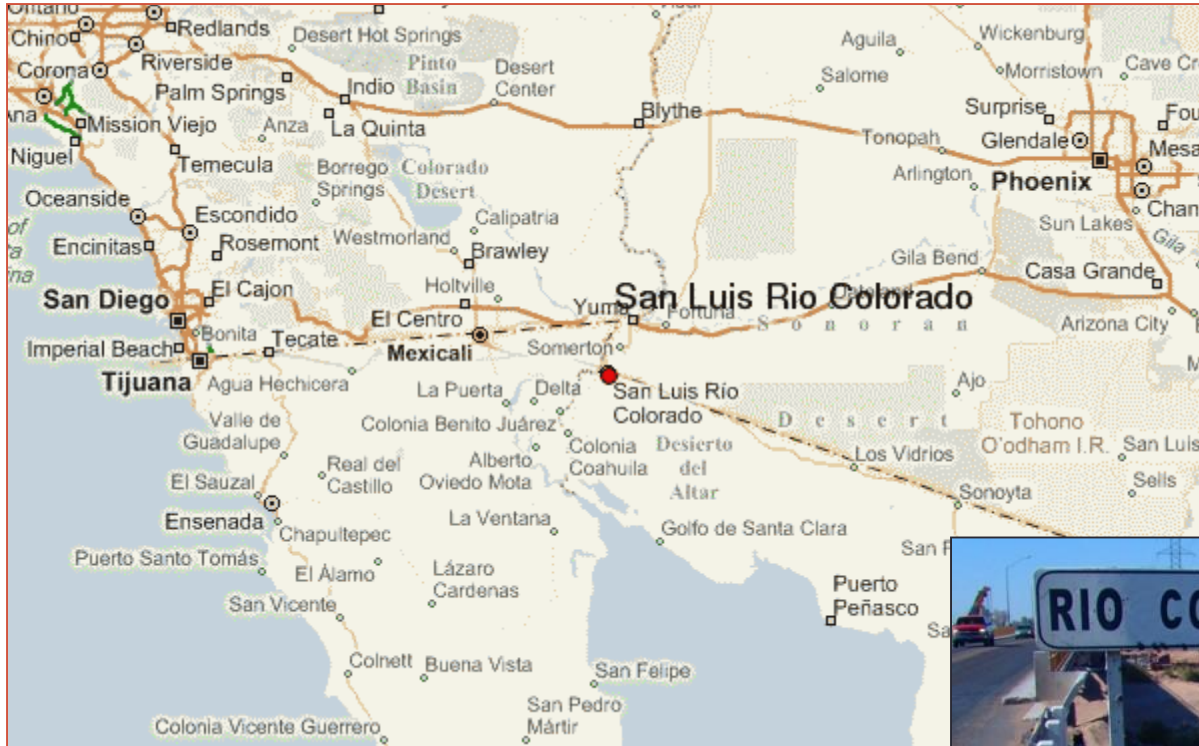 Ontario
Redlands
Chino
Desert Hot Springs
Wickenburg
Aguila
Riverside
Pinto
Basin
Desert
Center
Corona
Morristown
Cave Cr
Palm Springs
Indio
Salome
Surprise
Fou
Ana
Mission Viejo
La Quinta
Blythe
Anza
Tonopah
Glendale
Mesa
Niguel
Temecula
Borrego
Springs
Colorado
Desert
Arlington
Phoenix
Chan
Oceanside
Escondido
Calipatria
Sun Lakes
of
Encinitas
Rosemont
Westmorland
Brawley
Gila Bend
Gila
Casa Grande
San Diego
El Cajon
Holtville
Yuma
San Luis Rio Colorado
Fortuna
Sonoran
Arizona City
Bonita
El Centro
Imperial Beach
Tecate
Mexicali
Somerton
Tijuana
Agua Hechicera
La Puerta
Delta
San Luis Río
Colorado
Ajo
Valle de
Guadalupe
Colonia Benito Juárez
Desert
Tohono
O'odham I.R.
Colonia
Coahuila
Desierto
del
Altar
San Luis
Real del
Castillo
Alberto
Oviedo Mota
Los Vidrios
El Sauzal
Sells
Sonoyta
Ensenada
Chapultepec
La Ventana
Golfo de Santa Clara
Puerto Santo Tomás
El Álamo
Lázaro
Cardenas
Puerto
Peñasco
San Vicente
RIO CO
Colnett
Buena Vista
San Felipe
San Pedro
Mártir
Colonia Vicente Guerrero